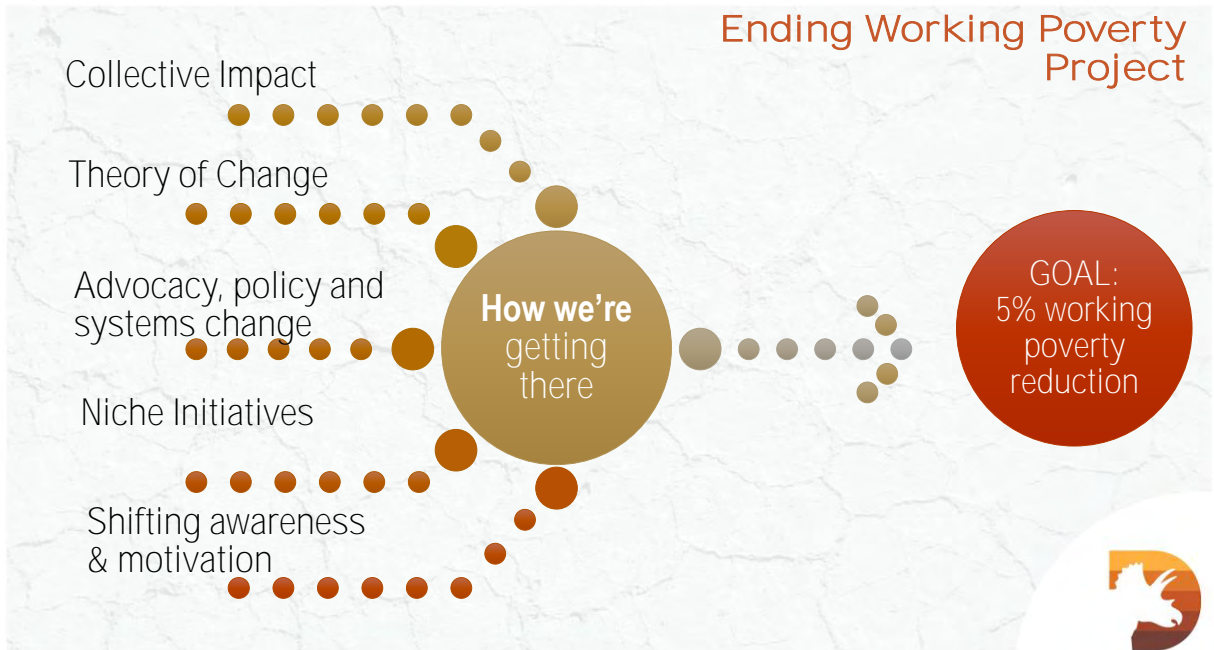 Ending Working Poverty
Project
Collective Impact
Theory of Change
Advocacy, policy and
systems change
Niche Initiatives
Shifting awareness
& motivation
How we're
getting
there
GOAL:
5% working
poverty
reduction